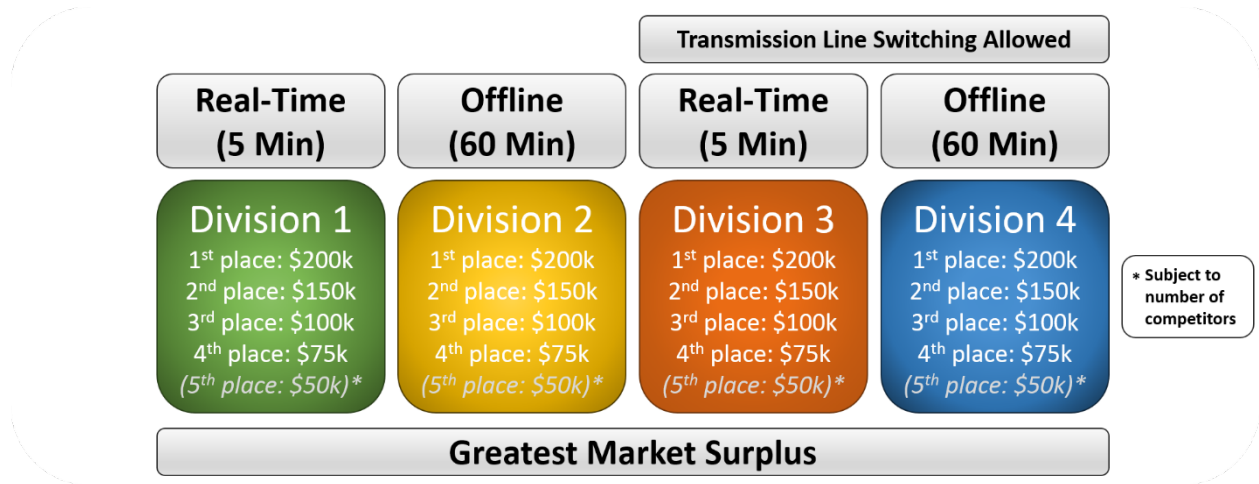 Transmission Line Switching Allowed
Real-Time
(5 Min)
Offline
(60 Min)
Real-Time
(5 Min)
Offline
(60 Min)
Division 1
1st place: $200k
2nd place: $150k
3rd place: $100k
4th place: $75k
(5th place: $50k)*
Division 2
1st place: $200k
2nd place: $150k
3rd place: $100k
4th place: $75k
(5th place: $50k)*
Division 3
1st place: $200k
2nd place: $150k
3rd place: $100k
4th place: $75k
(5th place: $50k)*
Division 4
1st place: $200k
2nd place: $150k
3rd place: $100k
4th place: $75k
(5th place: $50k)*
* Subject to
number of
competitors
Greatest Market Surplus